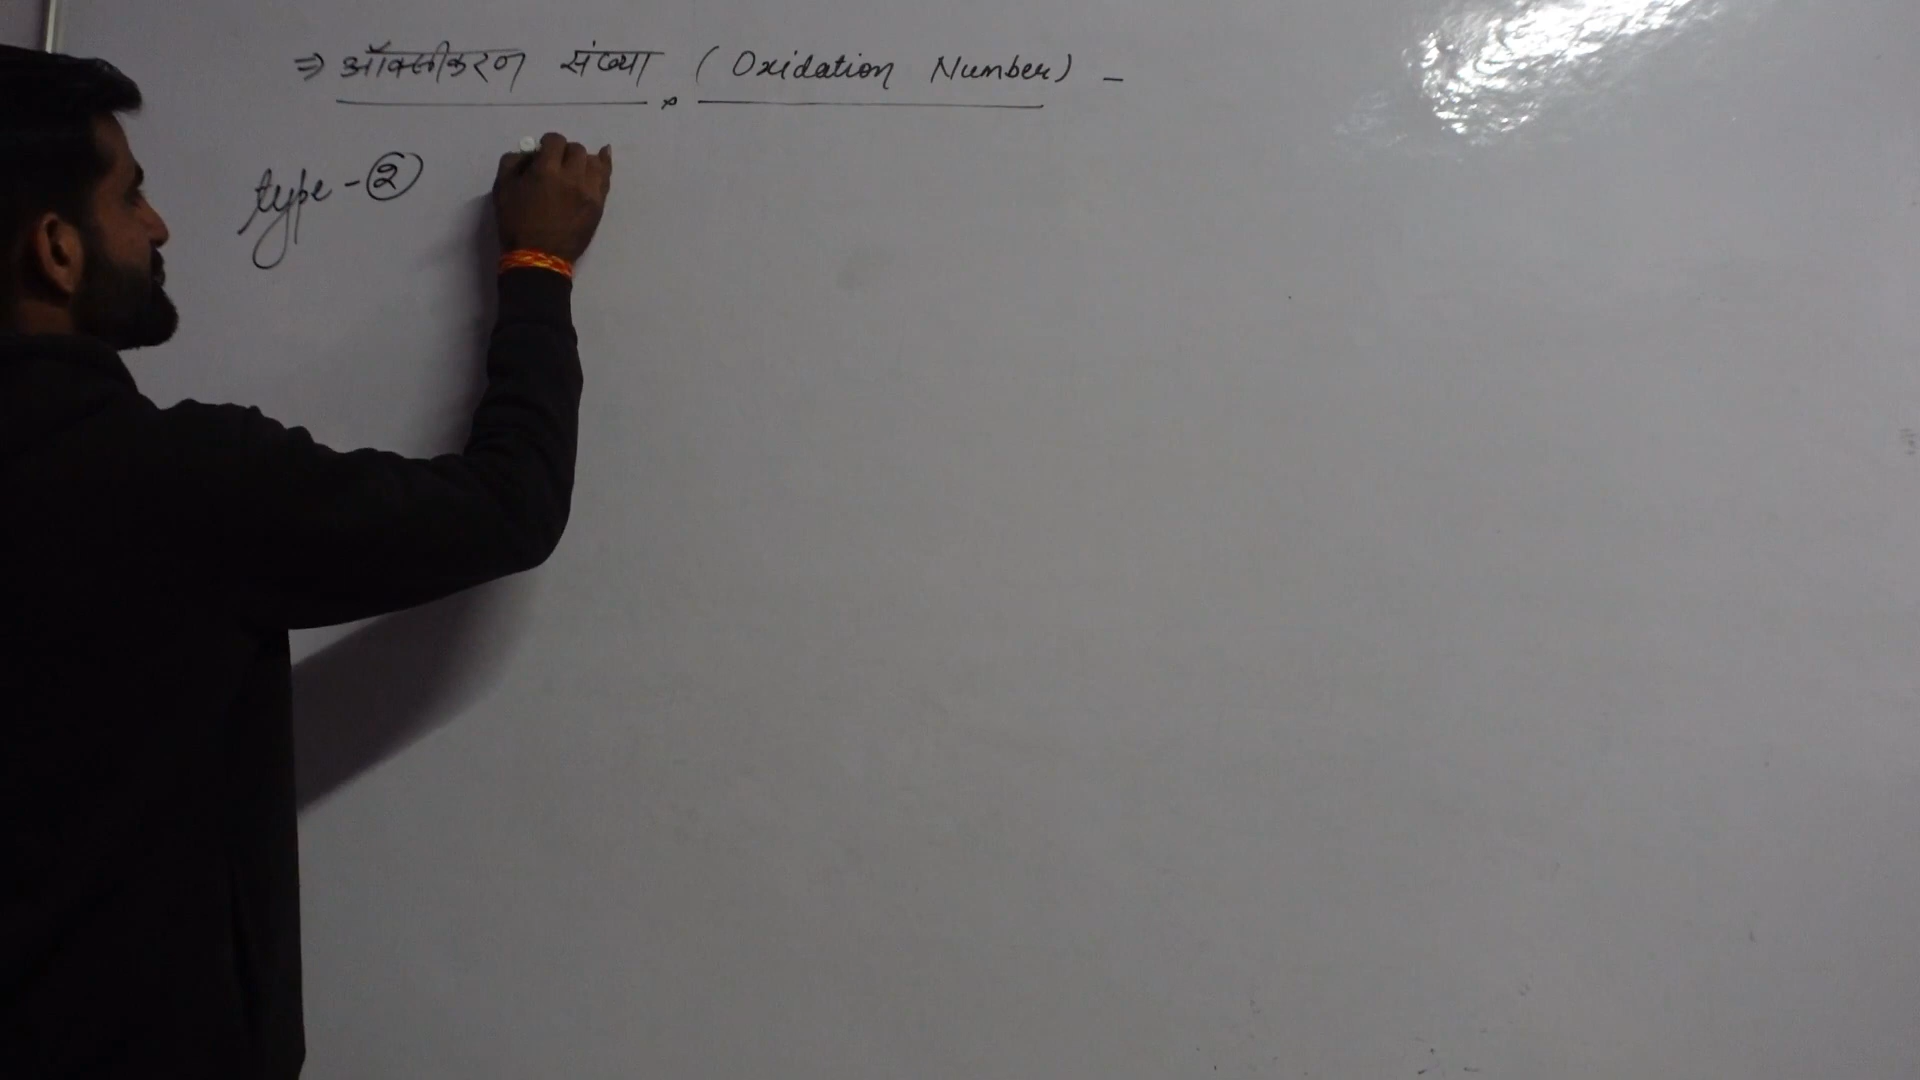 ⇒ ऑक्सीकरण संख्या (Oxidation Number) -
type - ②